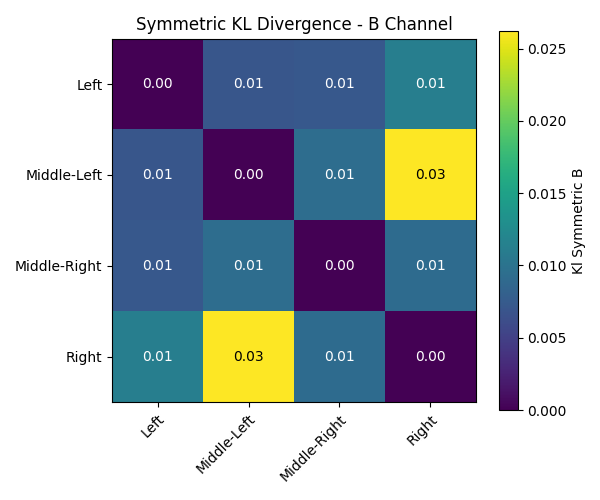 Symmetric KL Divergence - B Channel
Left
Middle-Left
Middle-Right
Right
0.00 0.01 0.01 0.01
0.01 0.00 0.01 0.03
0.01 0.01 0.00 0.01
0.01 0.03 0.01 0.00
Left
Middle-Left
Middle-Right
Right
0.025
0.020
0.015
0.010
0.005
0.000
Kl Symmetric B